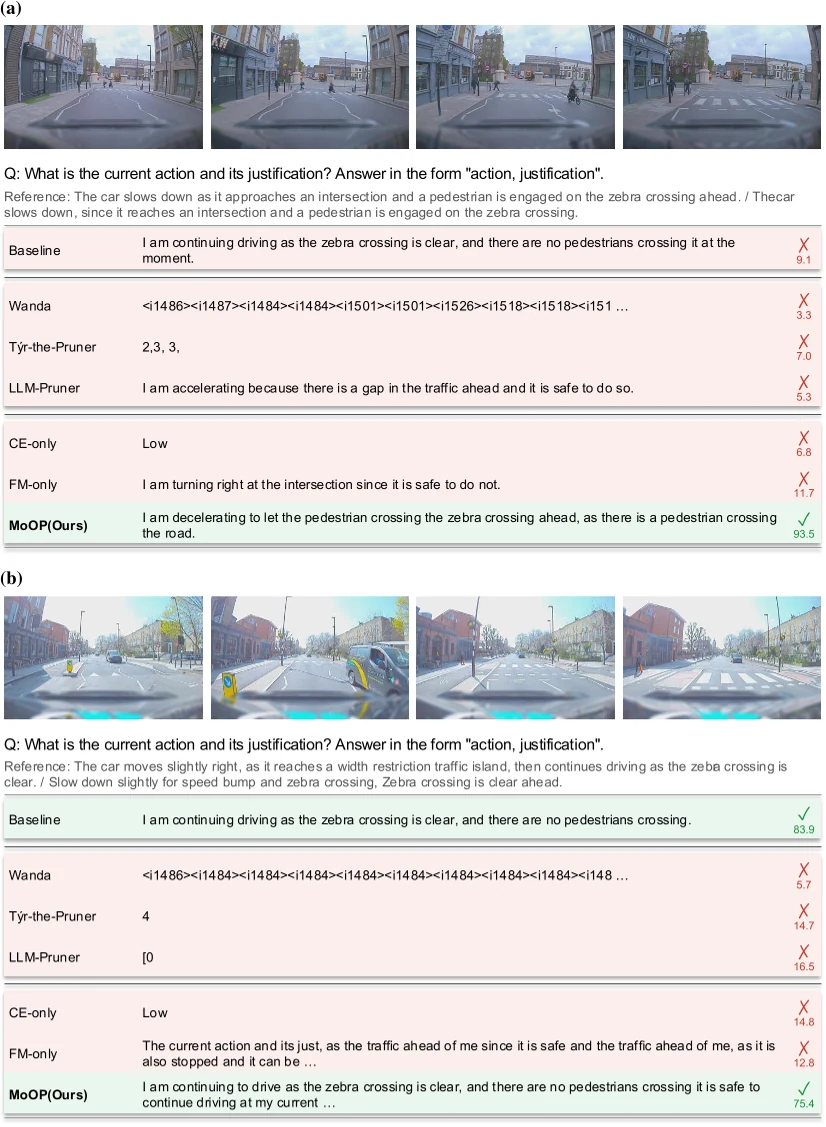 (a)
Q: What is the current action and its justification? Answer in the form "action, justification".
Reference: The car slows down as it approaches an intersection and a pedestrian is engaged on the zebra crossing ahead. / Thecar
slows down, since it reaches an intersection and a pedestrian is engaged on the zebra crossing.
Baseline
I am continuing driving as the zebra crossing is clear, and there are no pedestrians crossing it at the
moment.
✗
9.1
Wanda
<i1486><i1487><i1484><i1484><i1501><i1501><i1526><i1518><i1518><i151 ...
✗
3.3
Týr-the-Pruner
2,3, 3,
✗
7.0
LLM-Pruner
I am accelerating because there is a gap in the traffic ahead and it is safe to do so.
✗
5.3
CE-only
Low
✗
6.8
FM-only
I am turning right at the intersection since it is safe to do not.
✗
11.7
MoOP(Ours)
I am decelerating to let the pedestrian crossing the zebra crossing ahead, as there is a pedestrian crossing
the road.
✓
93.5
(b)
Q: What is the current action and its justification? Answer in the form "action, justification".
Reference: The car moves slightly right, as it reaches a width restriction traffic island, then continues driving as the zebra crossing is
clear. / Slow down slightly for speed bump and zebra crossing, Zebra crossing is clear ahead.
Baseline
I am continuing driving as the zebra crossing is clear, and there are no pedestrians crossing.
✓
83.9
Wanda
<i1486><i1484><i1484><i1484><i1484><i1484><i1484><i1484><i1484><i148 ...
✗
5.7
Týr-the-Pruner
4
✗
14.7
LLM-Pruner
[0
✗
16.5
CE-only
Low
✗
14.8
FM-only
The current action and its just, as the traffic ahead of me since it is safe and the traffic ahead of me, as it is
also stopped and it can be ...
✗
12.8
MoOP(Ours)
I am continuing to drive as the zebra crossing is clear, and there are no pedestrians crossing it is safe to
continue driving at my current ...
✓
75.4